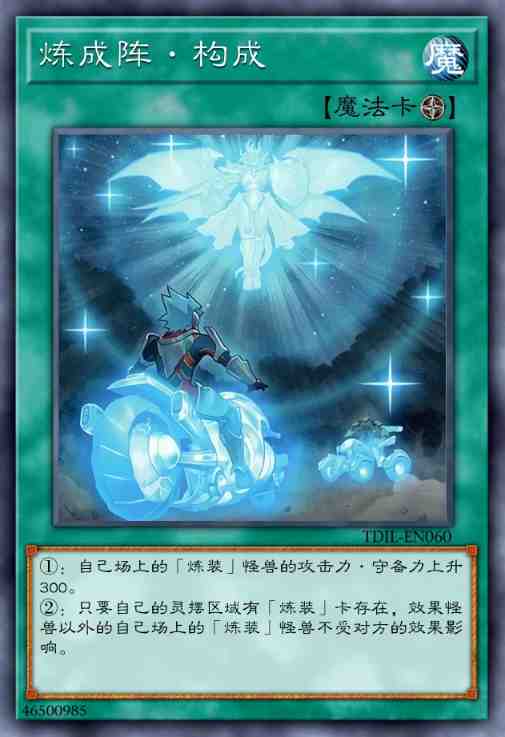 炼成阵·构成
魔
【魔法卡】
TDIL-EN060
①：自己场上的「炼装」怪兽的攻击力·守备力上升
300。
②：只要自己的灵摆区域有「炼装」卡存在，效果怪
兽以外的自己场上的「炼装」怪兽不受对方的效果影
响。
46500985